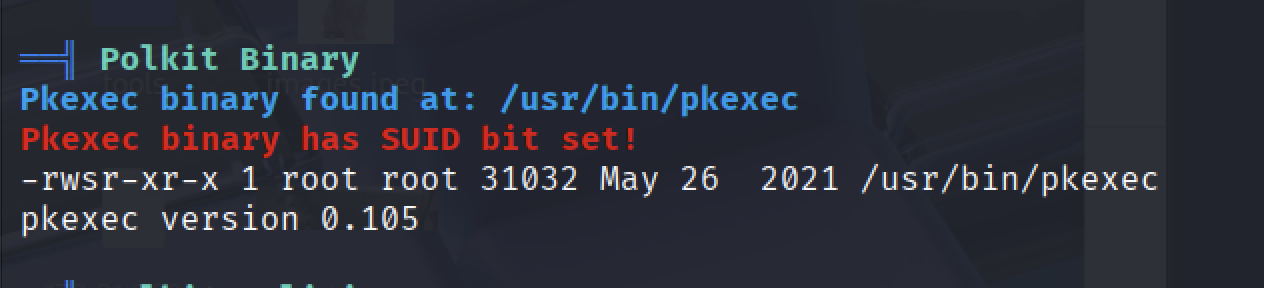 ══╣ Polkit Binary
Pkexec binary found at: /usr/bin/pkexec
Pkexec binary has SUID bit set!
-rwsr-xr-x 1 root root 31032 May 26  2021 /usr/bin/pkexec
pkexec version 0.105